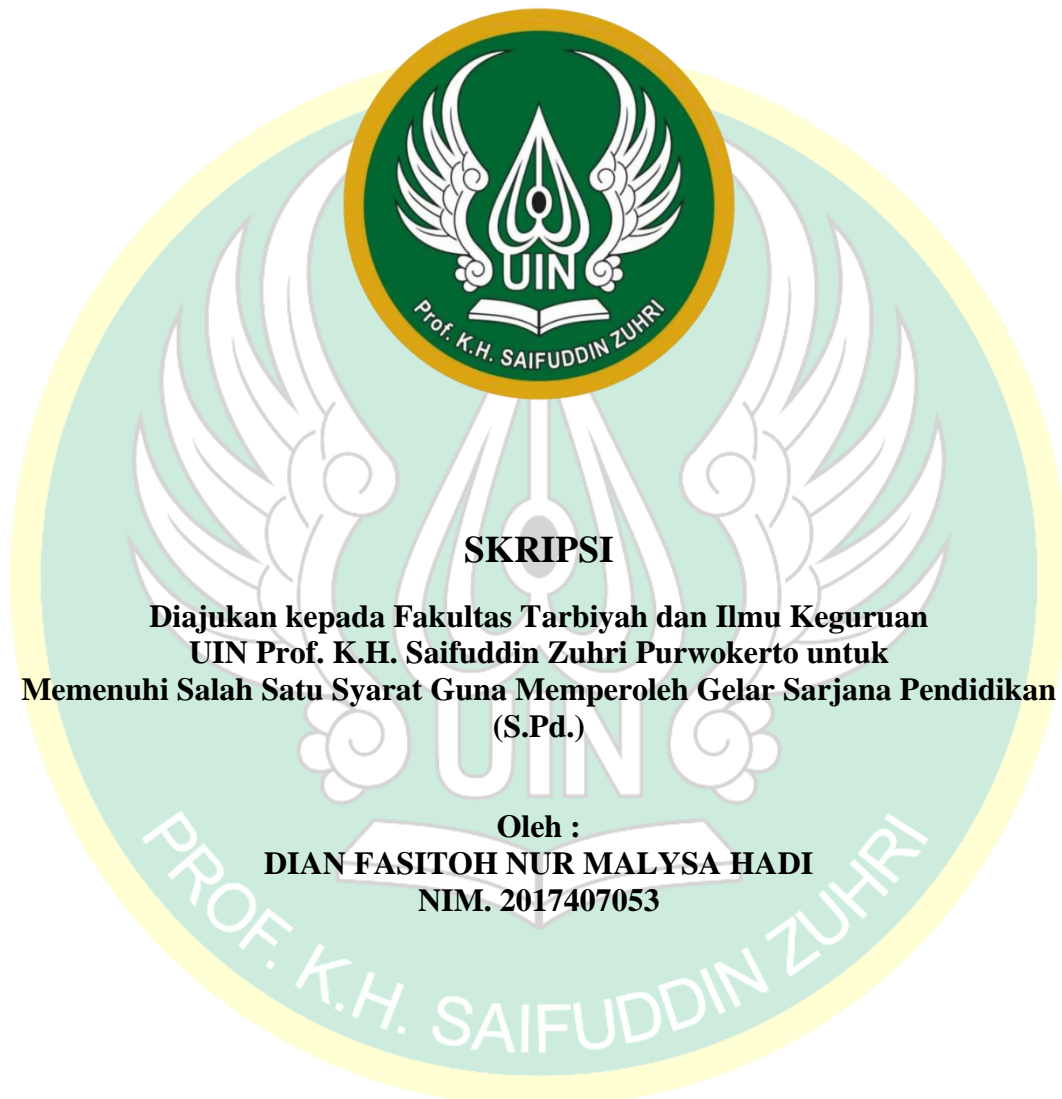 UIN
Prof. K.H. SAIFUDDIN ZUHRI
SKRIPSI
Diajukan kepada Fakultas Tarbiyah dan Ilmu Keguruan
UIN Prof. K.H. Saifuddin Zuhri Purwokerto untuk
Memenuhi Salah Satu Syarat Guna Memperoleh Gelar Sarjana Pendidikan
(S.Pd.)
UIN
Oleh :
DIAN FASITOH NUR MALYSA HADI
NIM. 2017407053
PROF. K.H. SAIFUDDIN ZUHRI